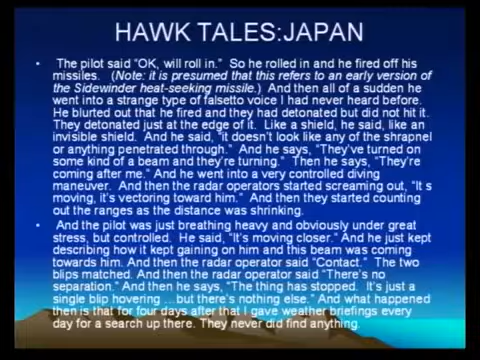 HAWK TALES:JAPAN
• The pilot said “OK, will roll in.” So he rolled in and he fired off his
missiles. (Note: it is presumed that this refers to an early version of
the Sidewinder heat-seeking missile.) And then all of a sudden he
went into a strange type of falsetto voice I had never heard before.
He blurted out that he fired and they had detonated but did not hit it.
They detonated just at the edge of it. Like a shield, he said, like an
invisible shield. And he said, “it doesn't look like any of the shrapnel
or anything penetrated through.” And he says, “They've turned on
some kind of a beam and they're turning.” Then he says, “They're
coming after me.” And he went into a very controlled diving
maneuver. And then the radar operators started screaming out, “It s
moving, it's vectoring toward him.” And then they started counting
out the ranges as the distance was shrinking.
• And the pilot was just breathing heavy and obviously under great
stress, but controlled. He said, “It's moving closer.” And he just kept
describing how it kept gaining on him and this beam was coming
towards him. And then the radar operator said “Contact.” The two
blips matched. And then the radar operator said “There's no
separation.” And then he says, “The thing has stopped. It's just a
single blip hovering …but there's nothing else.” And what happened
then is that for four days after that I gave weather briefings every
day for a search up there. They never did find anything.